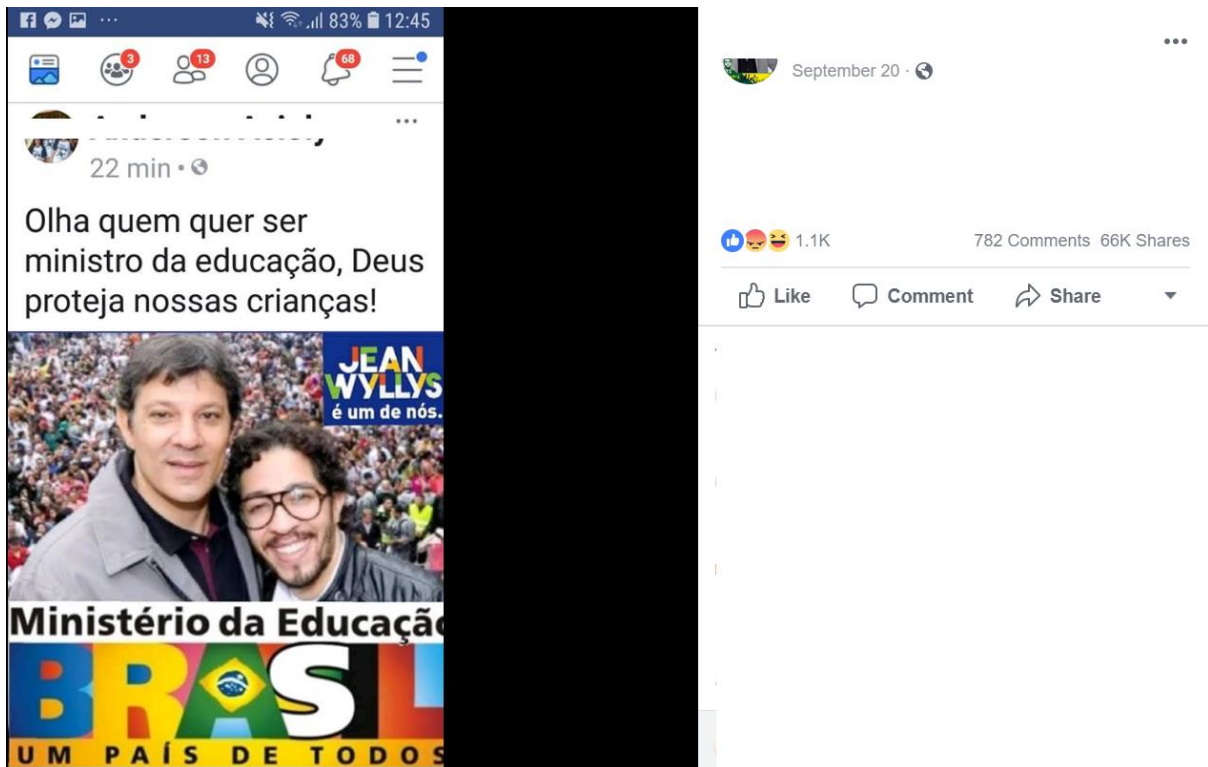 83% 12:45
3
13
68
22 min
Olha quem quer ser
ministro da educação, Deus
proteja nossas crianças!
JEAN
WYLLYS
é um de nós.
Ministério da Educação
BRASIL
UM PAÍS DE TODOS
September 20
1.1K 782 Comments 66K Shares
Like Comment Share